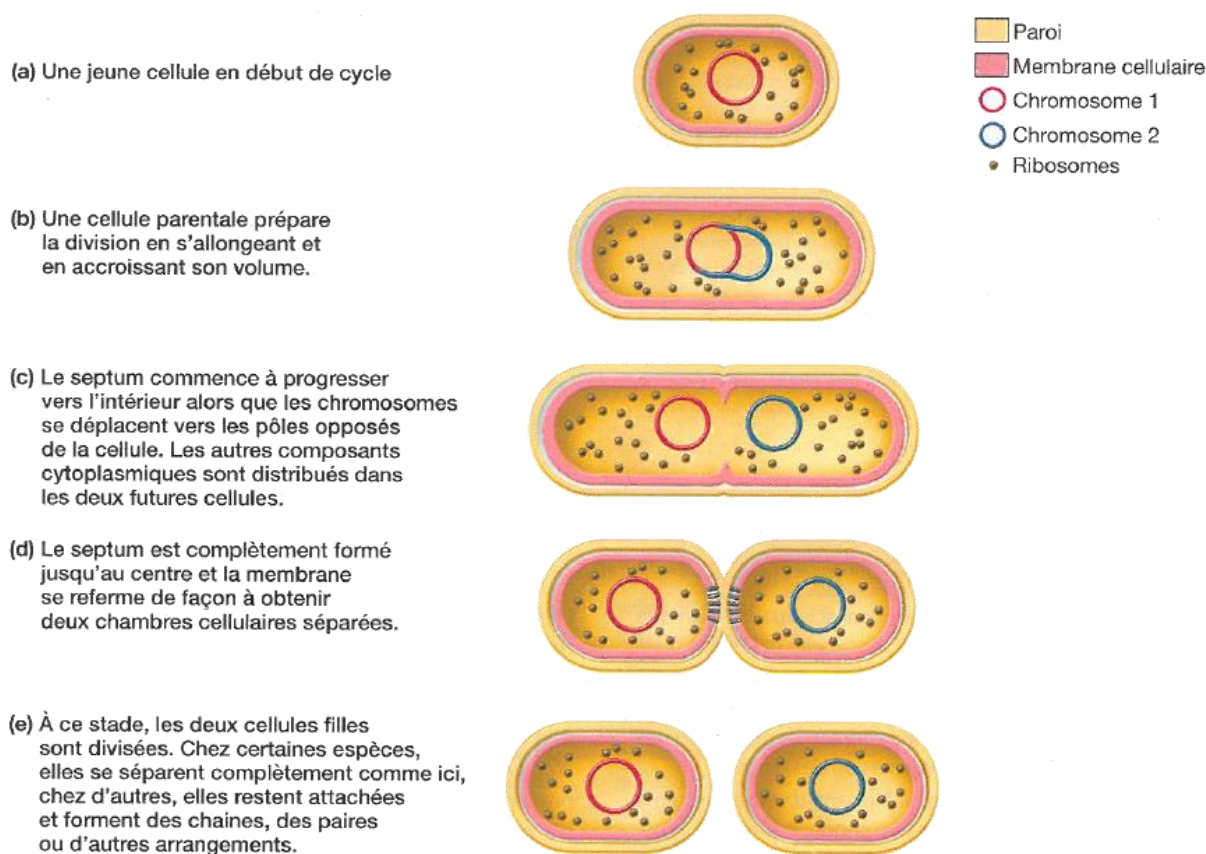 (a) Une jeune cellule en début de cycle
(b) Une cellule parentale prépare
la division en s'allongeant et
en accroissant son volume.
(c) Le septum commence à progresser
vers l'intérieur alors que les chromosomes
se déplacent vers les pôles opposés
de la cellule. Les autres composants
cytoplasmiques sont distribués dans
les deux futures cellules.
(d) Le septum est complètement formé
jusqu'au centre et la membrane
se referme de façon à obtenir
deux chambres cellulaires séparées.
(e) À ce stade, les deux cellules filles
sont divisées. Chez certaines espèces,
elles se séparent complètement comme ici,
chez d'autres, elles restent attachées
et forment des chaines, des paires
ou d'autres arrangements.
Paroi
Membrane cellulaire
Chromosome 1
Chromosome 2
Ribosomes